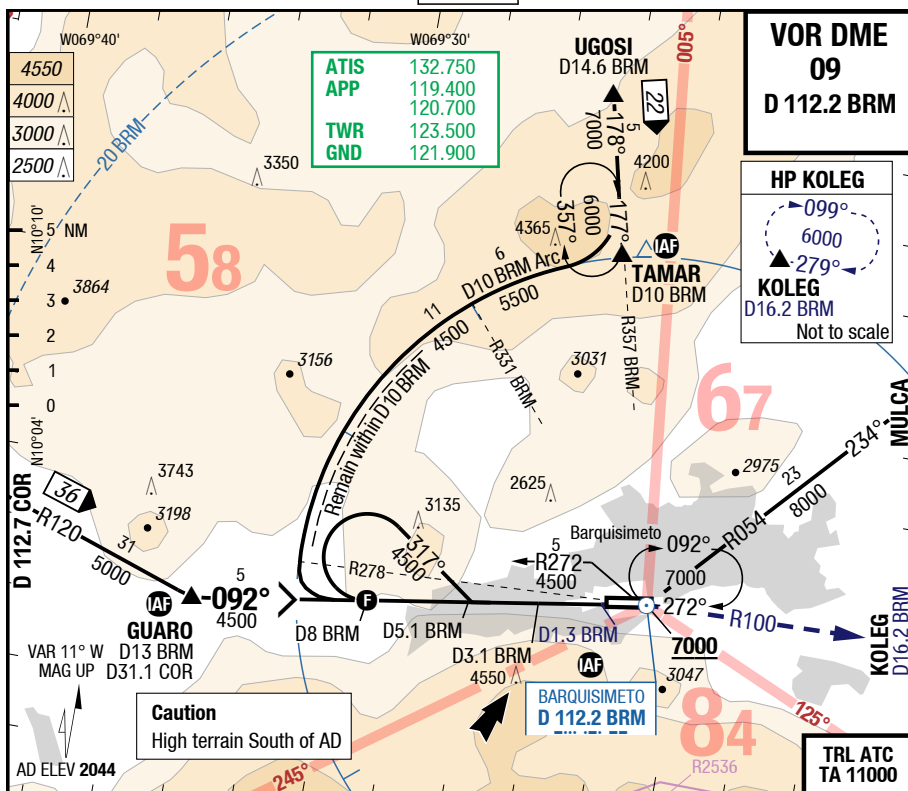 W069°40'
W069°30'
VOR DME
09
D 112.2 BRM
4550
4000
3000
2500
20 BRM
ATIS 132.750
APP 119.400
120.700
TWR 123.500
GND 121.900
UGOSI
D14.6 BRM
005°
22
5
178°
7000
3350
4200
HP KOLEG
099°
6000
279°
KOLEG
D16.2 BRM
Not to scale
N10°10'
5 NM
4
3
2
1
0
N10°04'
58
4365
357°
6000
177°
IAF
TAMAR
D10 BRM
6
D10 BRM Arc
5500
11
4500
Remain within D10 BRM
R331 BRM
R357 BRM
3864
3156
3031
67
MULCA
234°
23
R054
8000
2975
3743
3198
2625
3135
D 112.7 COR
36
R120
31
5000
317°
4500
R278
Barquisimeto
5
R272
4500
092°
7000
272°
5
092°
4500
IAF
GUARO
D13 BRM
D31.1 COR
F
D8 BRM
D5.1 BRM
D3.1 BRM
D1.3 BRM
7000
R100
KOLEG
D16.2 BRM
4550
IAF
3047
BARQUISIMETO
D 112.2 BRM
84
125°
245°
R2536
VAR 11° W
MAG UP
AD ELEV 2044
Caution
High terrain South of AD
TRL ATC
TA 11000